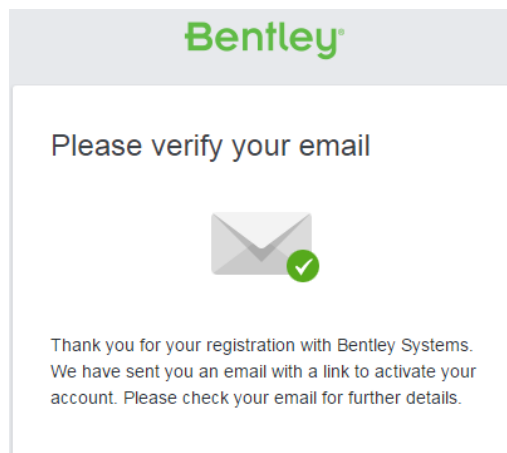 Bentley®
Please verify your email
Thank you for your registration with Bentley Systems.
We have sent you an email with a link to activate your
account. Please check your email for further details.